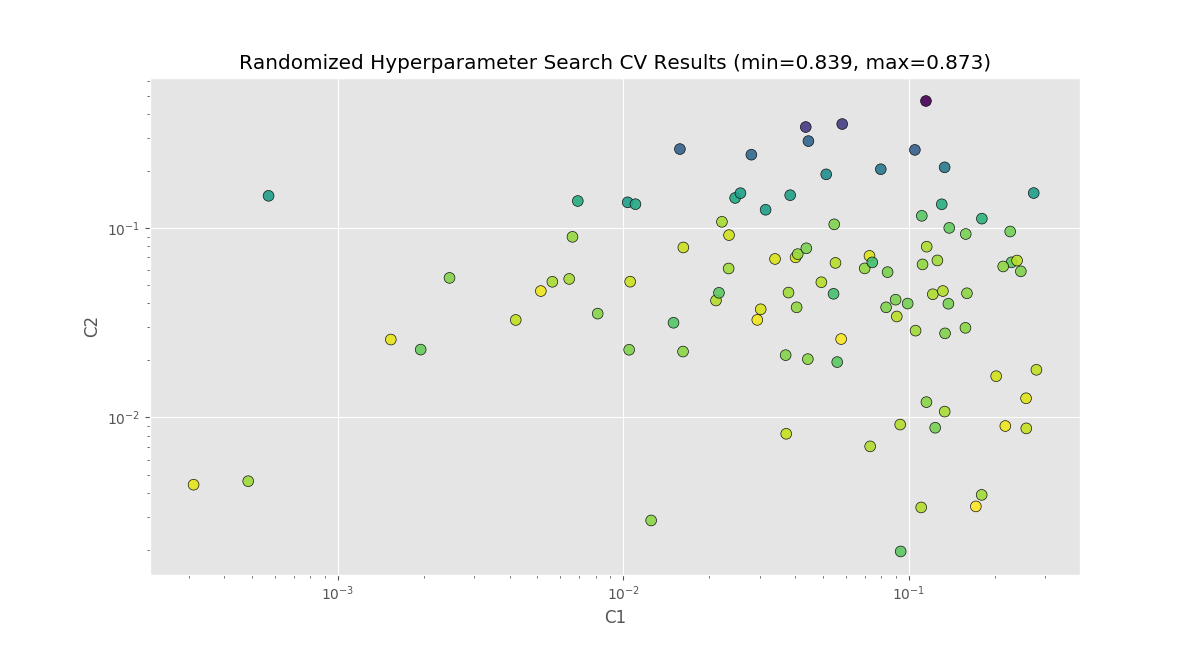 Randomized Hyperparameter Search CV Results (min=0.839, max=0.873)
C2
10⁻¹
10⁻²
10⁻³ 10⁻² 10⁻¹
C1